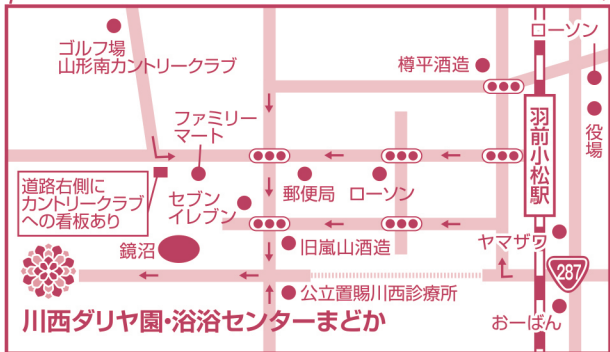 ローソン
ゴルフ場
山形南カントリークラブ
樽平酒造
ファミリー
マート
羽前小松駅
役場
道路右側に
カントリークラブ
への看板あり
セブン
イレブン
郵便局
ローソン
鏡沼
旧嵐山酒造
ヤマザワ
287
公立置賜川西診療所
川西ダリヤ園・浴浴センターまどか
おーばん